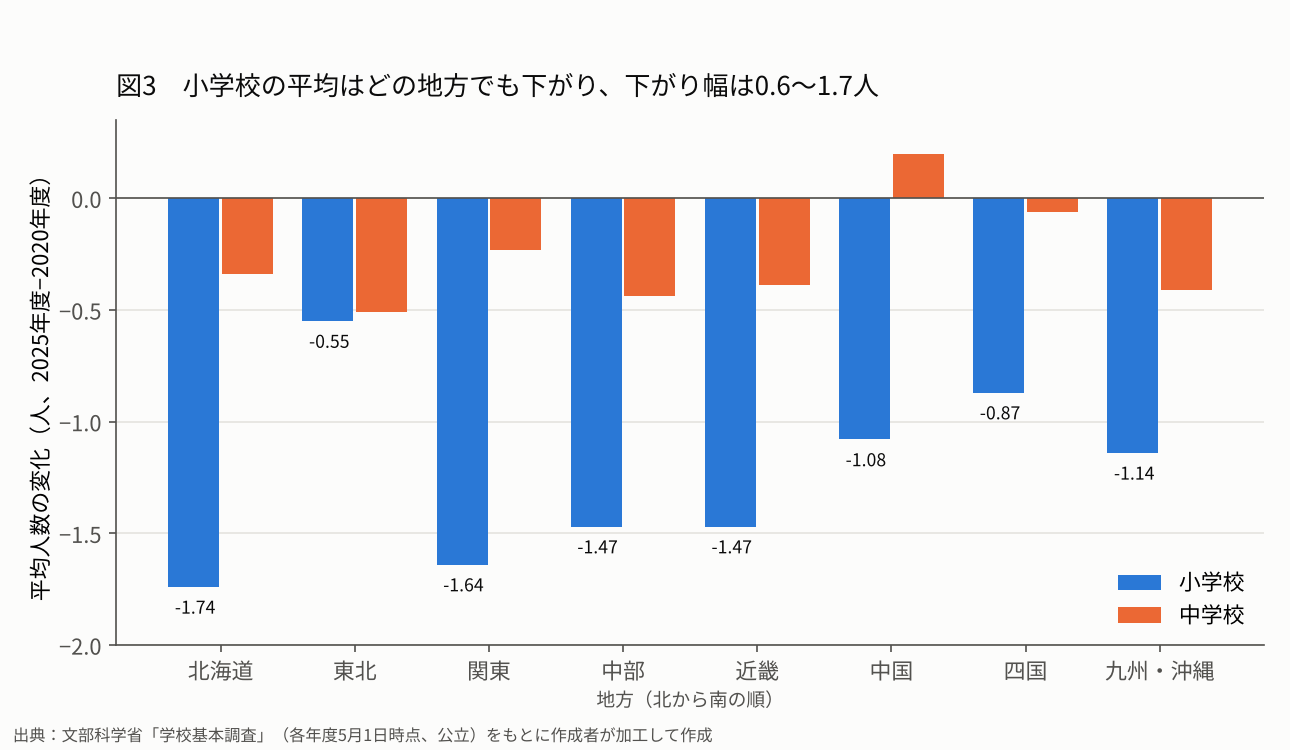 図3　小学校の平均はどの地方でも下がり、下がり幅は0.6〜1.7人
平均人数の変化（人、2025年度−2020年度）
0.0
−0.5
−1.0
−1.5
−2.0
-1.74
-0.55
-1.64
-1.47
-1.47
-1.08
-0.87
-1.14
小学校
中学校
北海道
東北
関東
中部
近畿
中国
四国
九州・沖縄
地方（北から南の順）
出典：文部科学省「学校基本調査」（各年度5月1日時点、公立）をもとに作成者が加工して作成